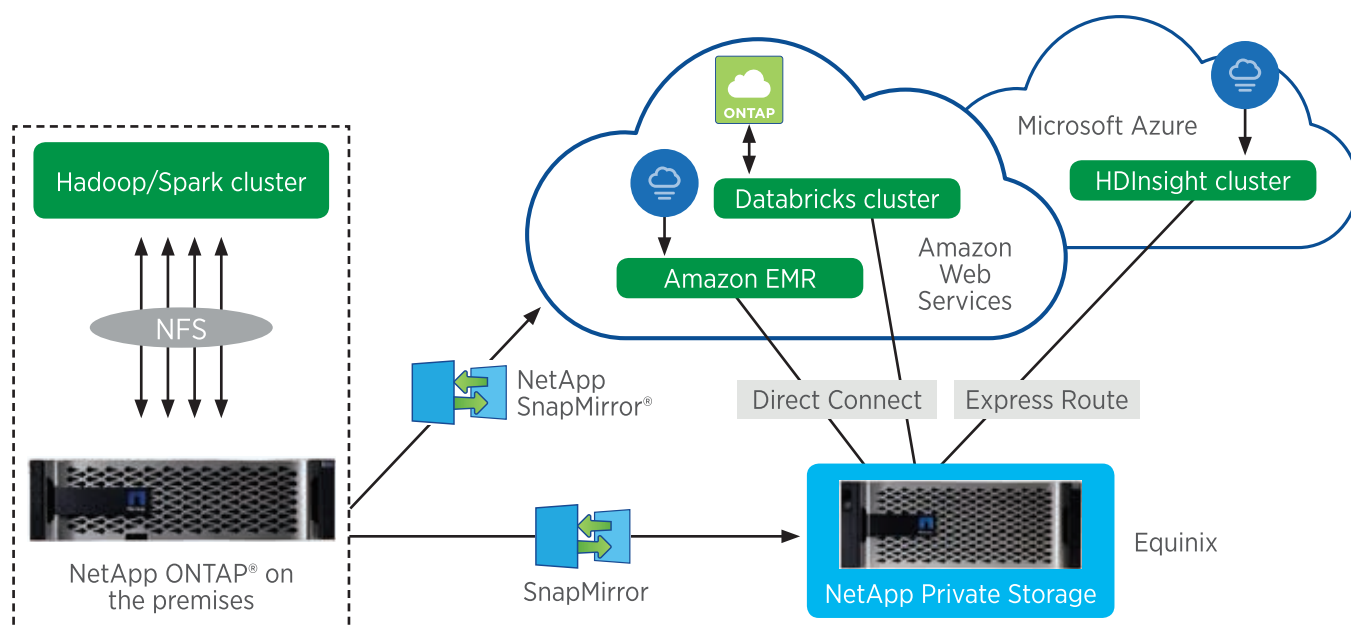 Hadoop/Spark cluster
NFS
NetApp ONTAP® on
the premises
NetApp
SnapMirror®
SnapMirror
ONTAP
Databricks cluster
Amazon EMR
Amazon
Web
Services
Microsoft Azure
HDInsight cluster
Direct Connect
Express Route
NetApp Private Storage
Equinix